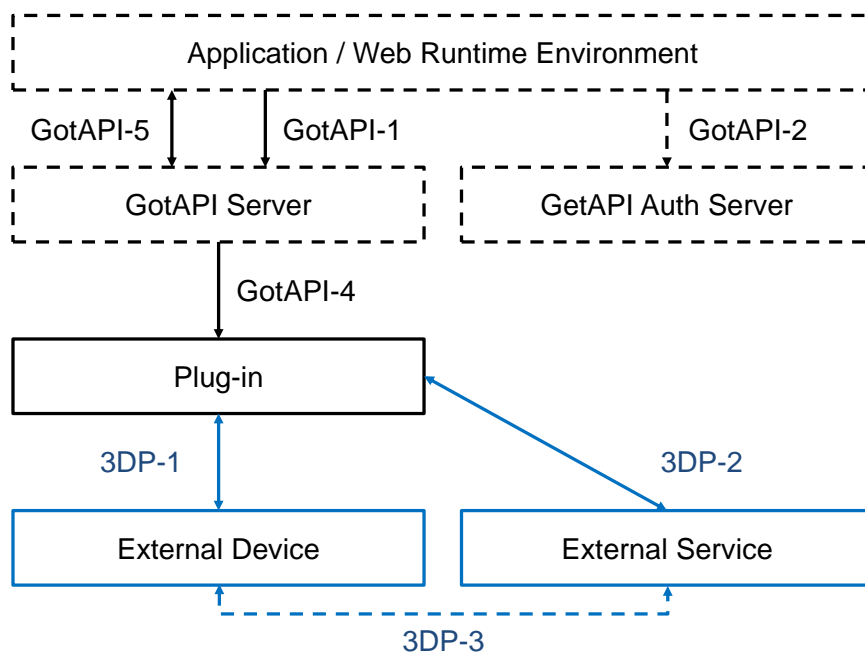 Application / Web Runtime Environment
GotAPI-5
GotAPI-1
GotAPI-2
GotAPI Server
GetAPI Auth Server
GotAPI-4
Plug-in
3DP-1
3DP-2
External Device
External Service
3DP-3